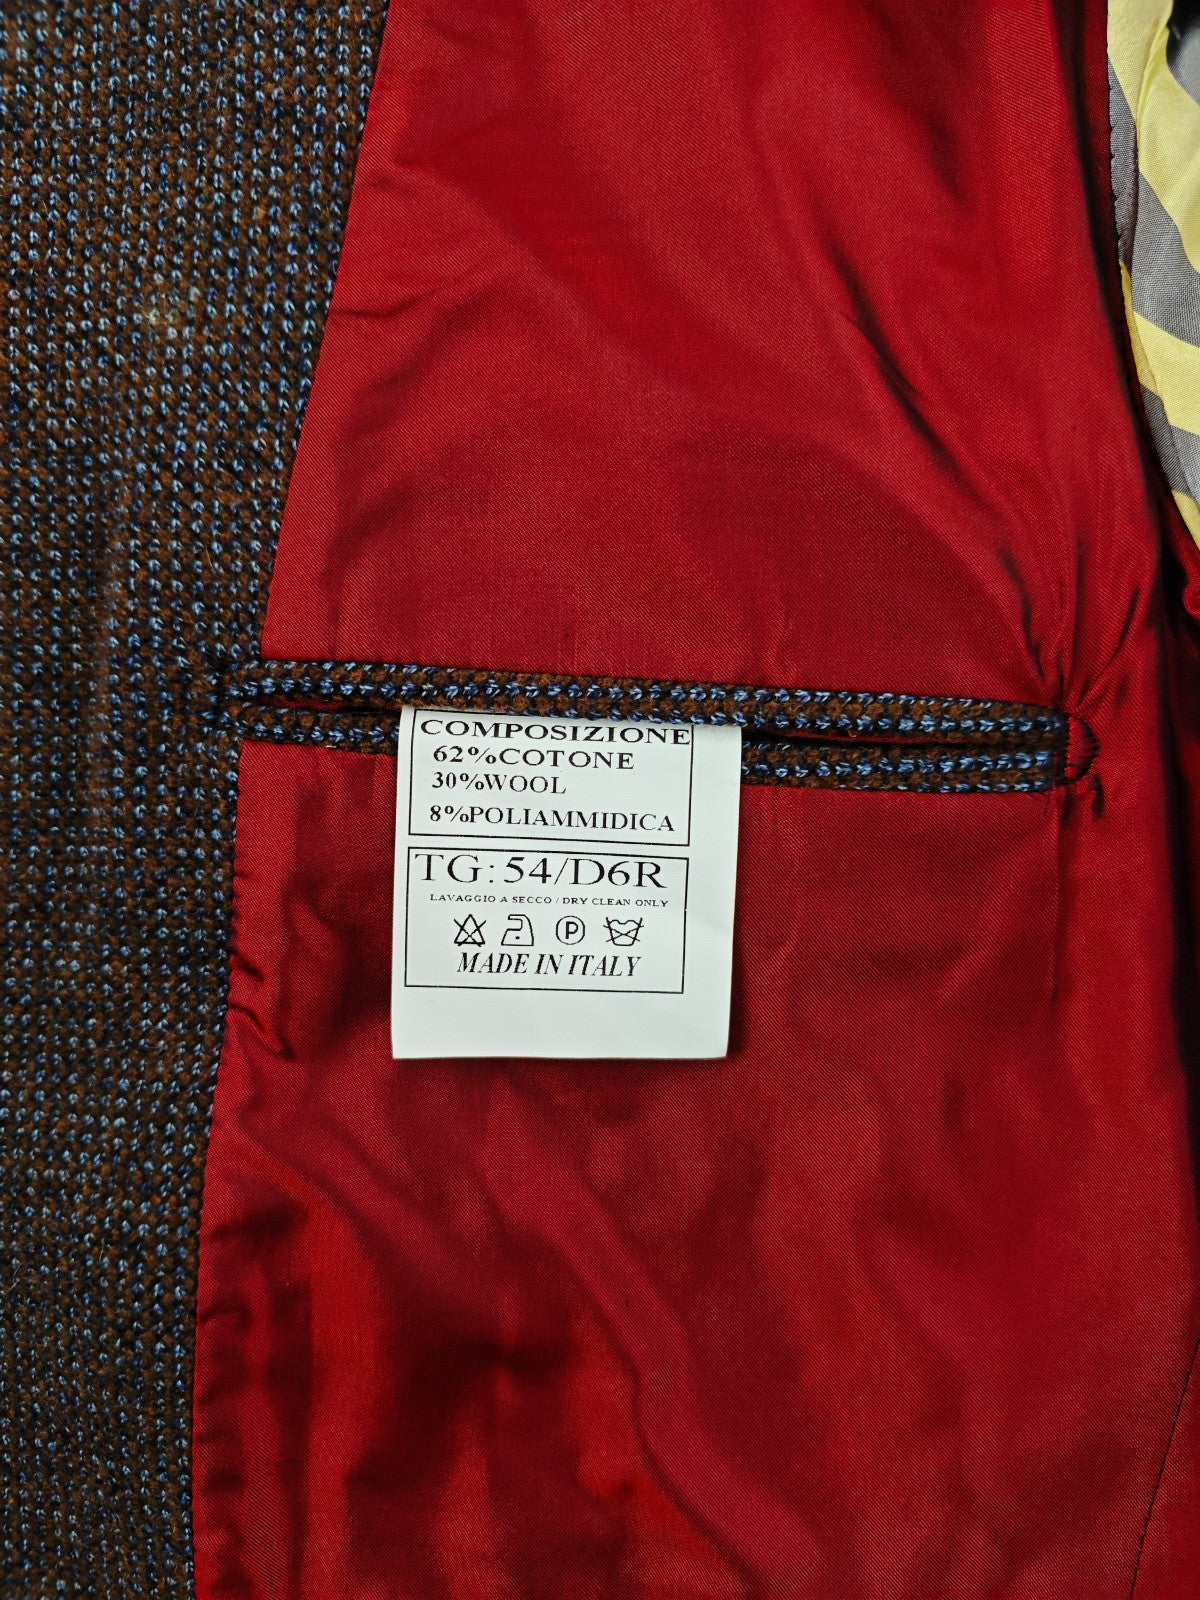 COMPOSIZIONE
62%COTONE
30%WOOL
8%POLIAMMIDICA
TG:54/D6R
LAVAGGIO A SECCO / DRY CLEAN ONLY
P
MADE IN ITALY